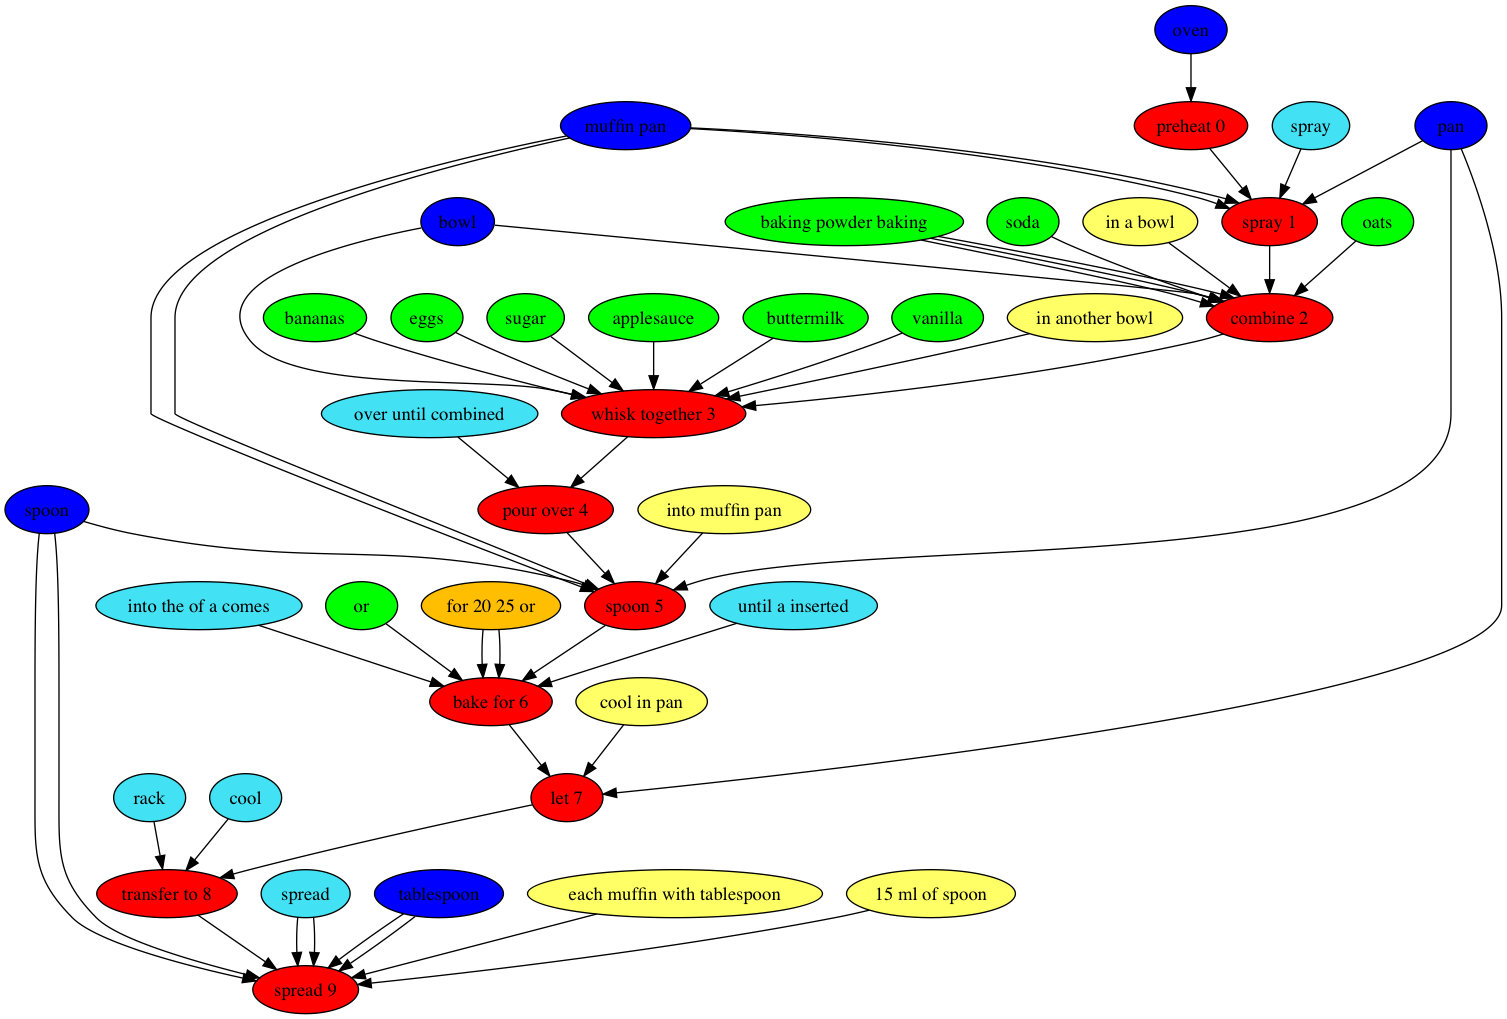 oven
muffin pan
preheat 0
spray
pan
bowl
baking powder baking
soda
in a bowl
spray 1
oats
bananas
eggs
sugar
applesauce
buttermilk
vanilla
in another bowl
combine 2
over until combined
whisk together 3
spoon
pour over 4
into muffin pan
into the of a comes
or
for 20 25 or
spoon 5
until a inserted
bake for 6
cool in pan
rack
cool
let 7
transfer to 8
spread
tablespoon
each muffin with tablespoon
15 ml of spoon
spread 9